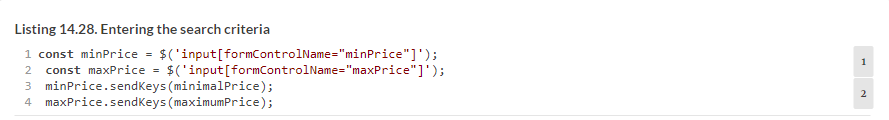 Listing 14.28. Entering the search criteria
1 const minPrice = $('input[formControlName="minPrice"]');
2  const maxPrice = $('input[formControlName="maxPrice"]');
3  minPrice.sendKeys(minimalPrice);
4  maxPrice.sendKeys(maximumPrice);
1
2